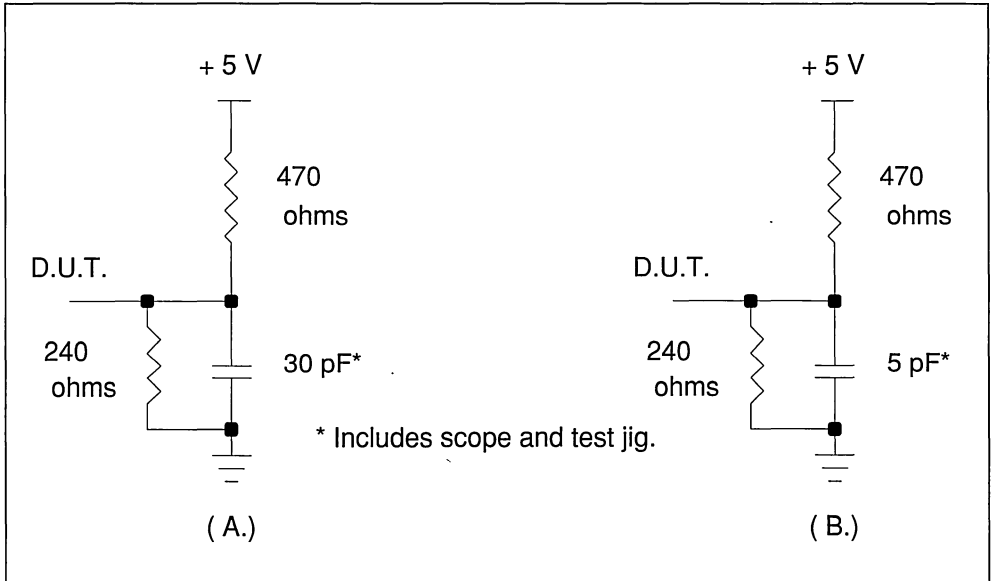 + 5 V
470
ohms
D.U.T.
240
ohms
30 pF*
* Includes scope and test jig.
( A.)
+ 5 V
470
ohms
D.U.T.
240
ohms
5 pF*
( B.)